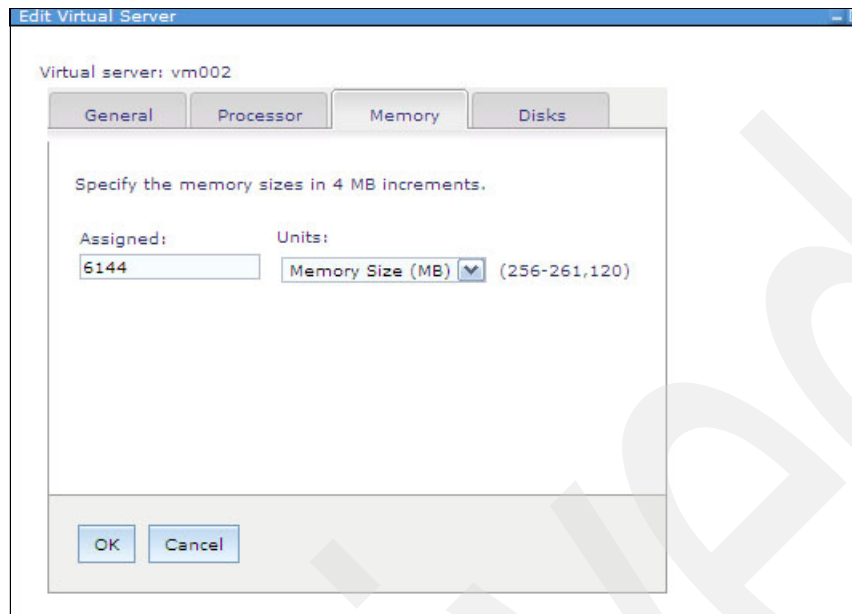 Edit Virtual Server
Virtual server: vm002
General Processor Memory Disks
Specify the memory sizes in 4 MB increments.
Assigned: Units:
6144 Memory Size (MB) (256-261,120)
OK Cancel